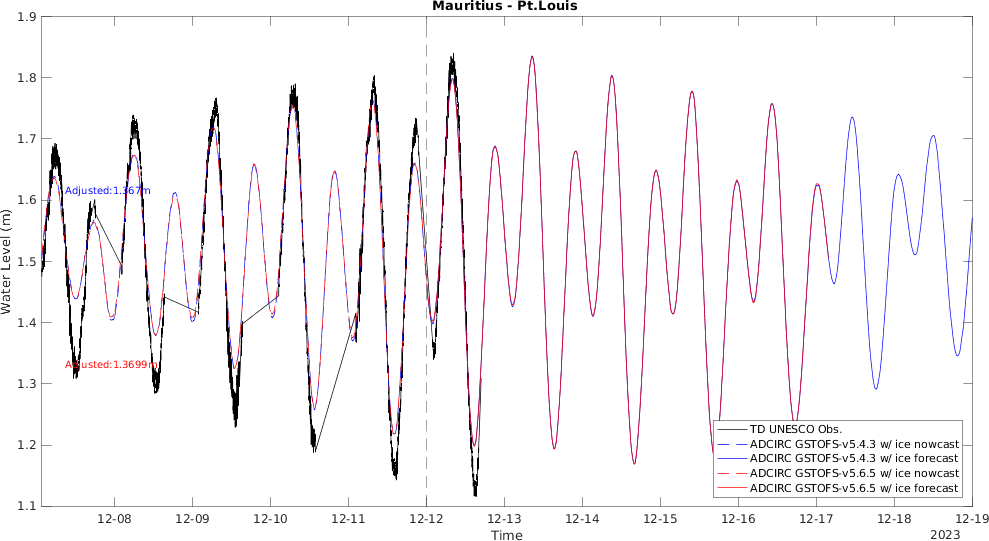 Mauritius - Pt.Louis
1.9
1.8
1.7
1.6
1.5
1.4
1.3
1.2
1.1
Water Level (m)
Adjusted:1.367m
Adjusted:1.3699m
TD UNESCO Obs.
ADCIRC GSTOFS-v5.4.3 w/ ice nowcast
ADCIRC GSTOFS-v5.4.3 w/ ice forecast
ADCIRC GSTOFS-v5.6.5 w/ ice nowcast
ADCIRC GSTOFS-v5.6.5 w/ ice forecast
12-08 12-09 12-10 12-11 12-12 12-13 12-14 12-15 12-16 12-17 12-18 12-19
Time
2023